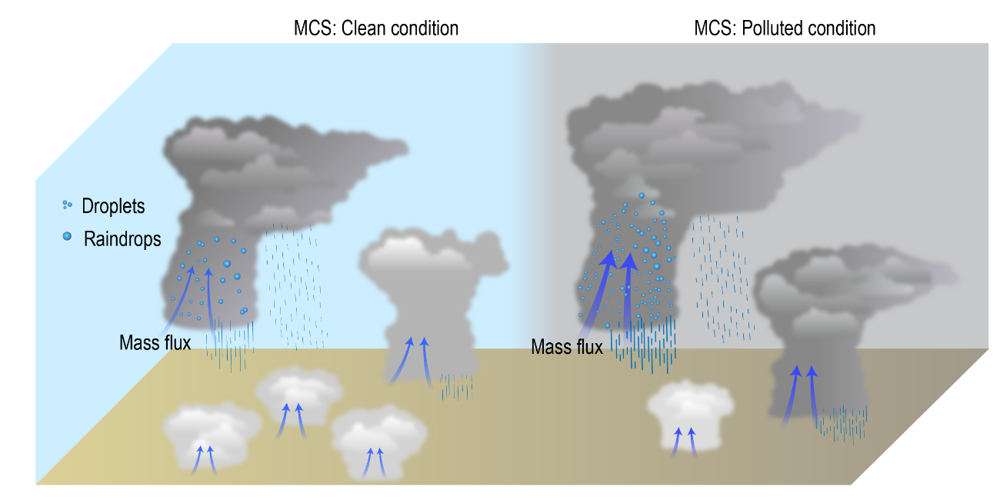 MCS: Clean condition
MCS: Polluted condition
Droplets
Raindrops
Mass flux
Mass flux